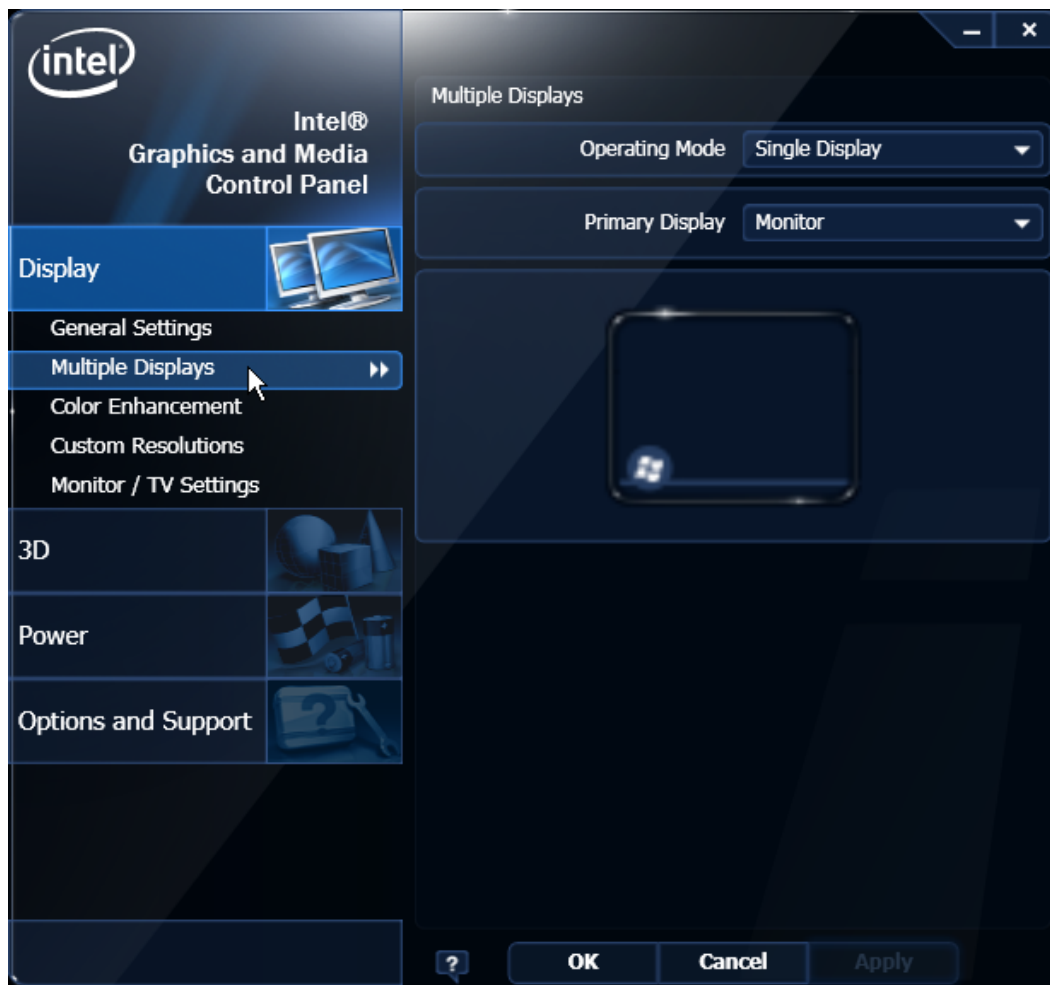 intel
Intel®
Graphics and Media
Control Panel
Display
General Settings
Multiple Displays
Color Enhancement
Custom Resolutions
Monitor / TV Settings
3D
Power
Options and Support
Multiple Displays
Operating Mode Single Display
Primary Display Monitor
? OK Cancel Apply